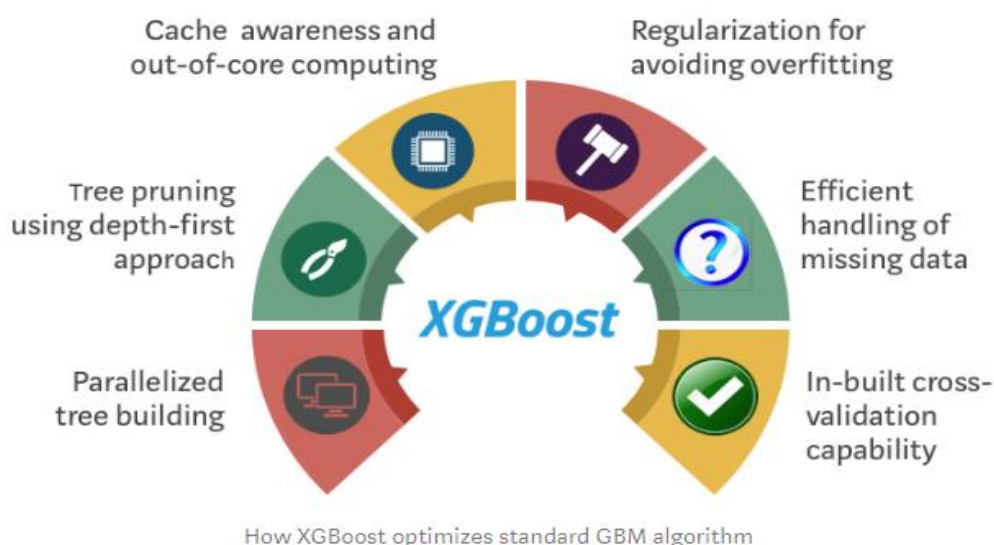 Cache awareness and
out-of-core computing
Regularization for
avoiding overfitting
Tree pruning
using depth-first
approach
Efficient
handling of
missing data
?
XGBoost
Parallelized
tree building
In-built cross-
validation
capability
How XGBoost optimizes standard GBM algorithm